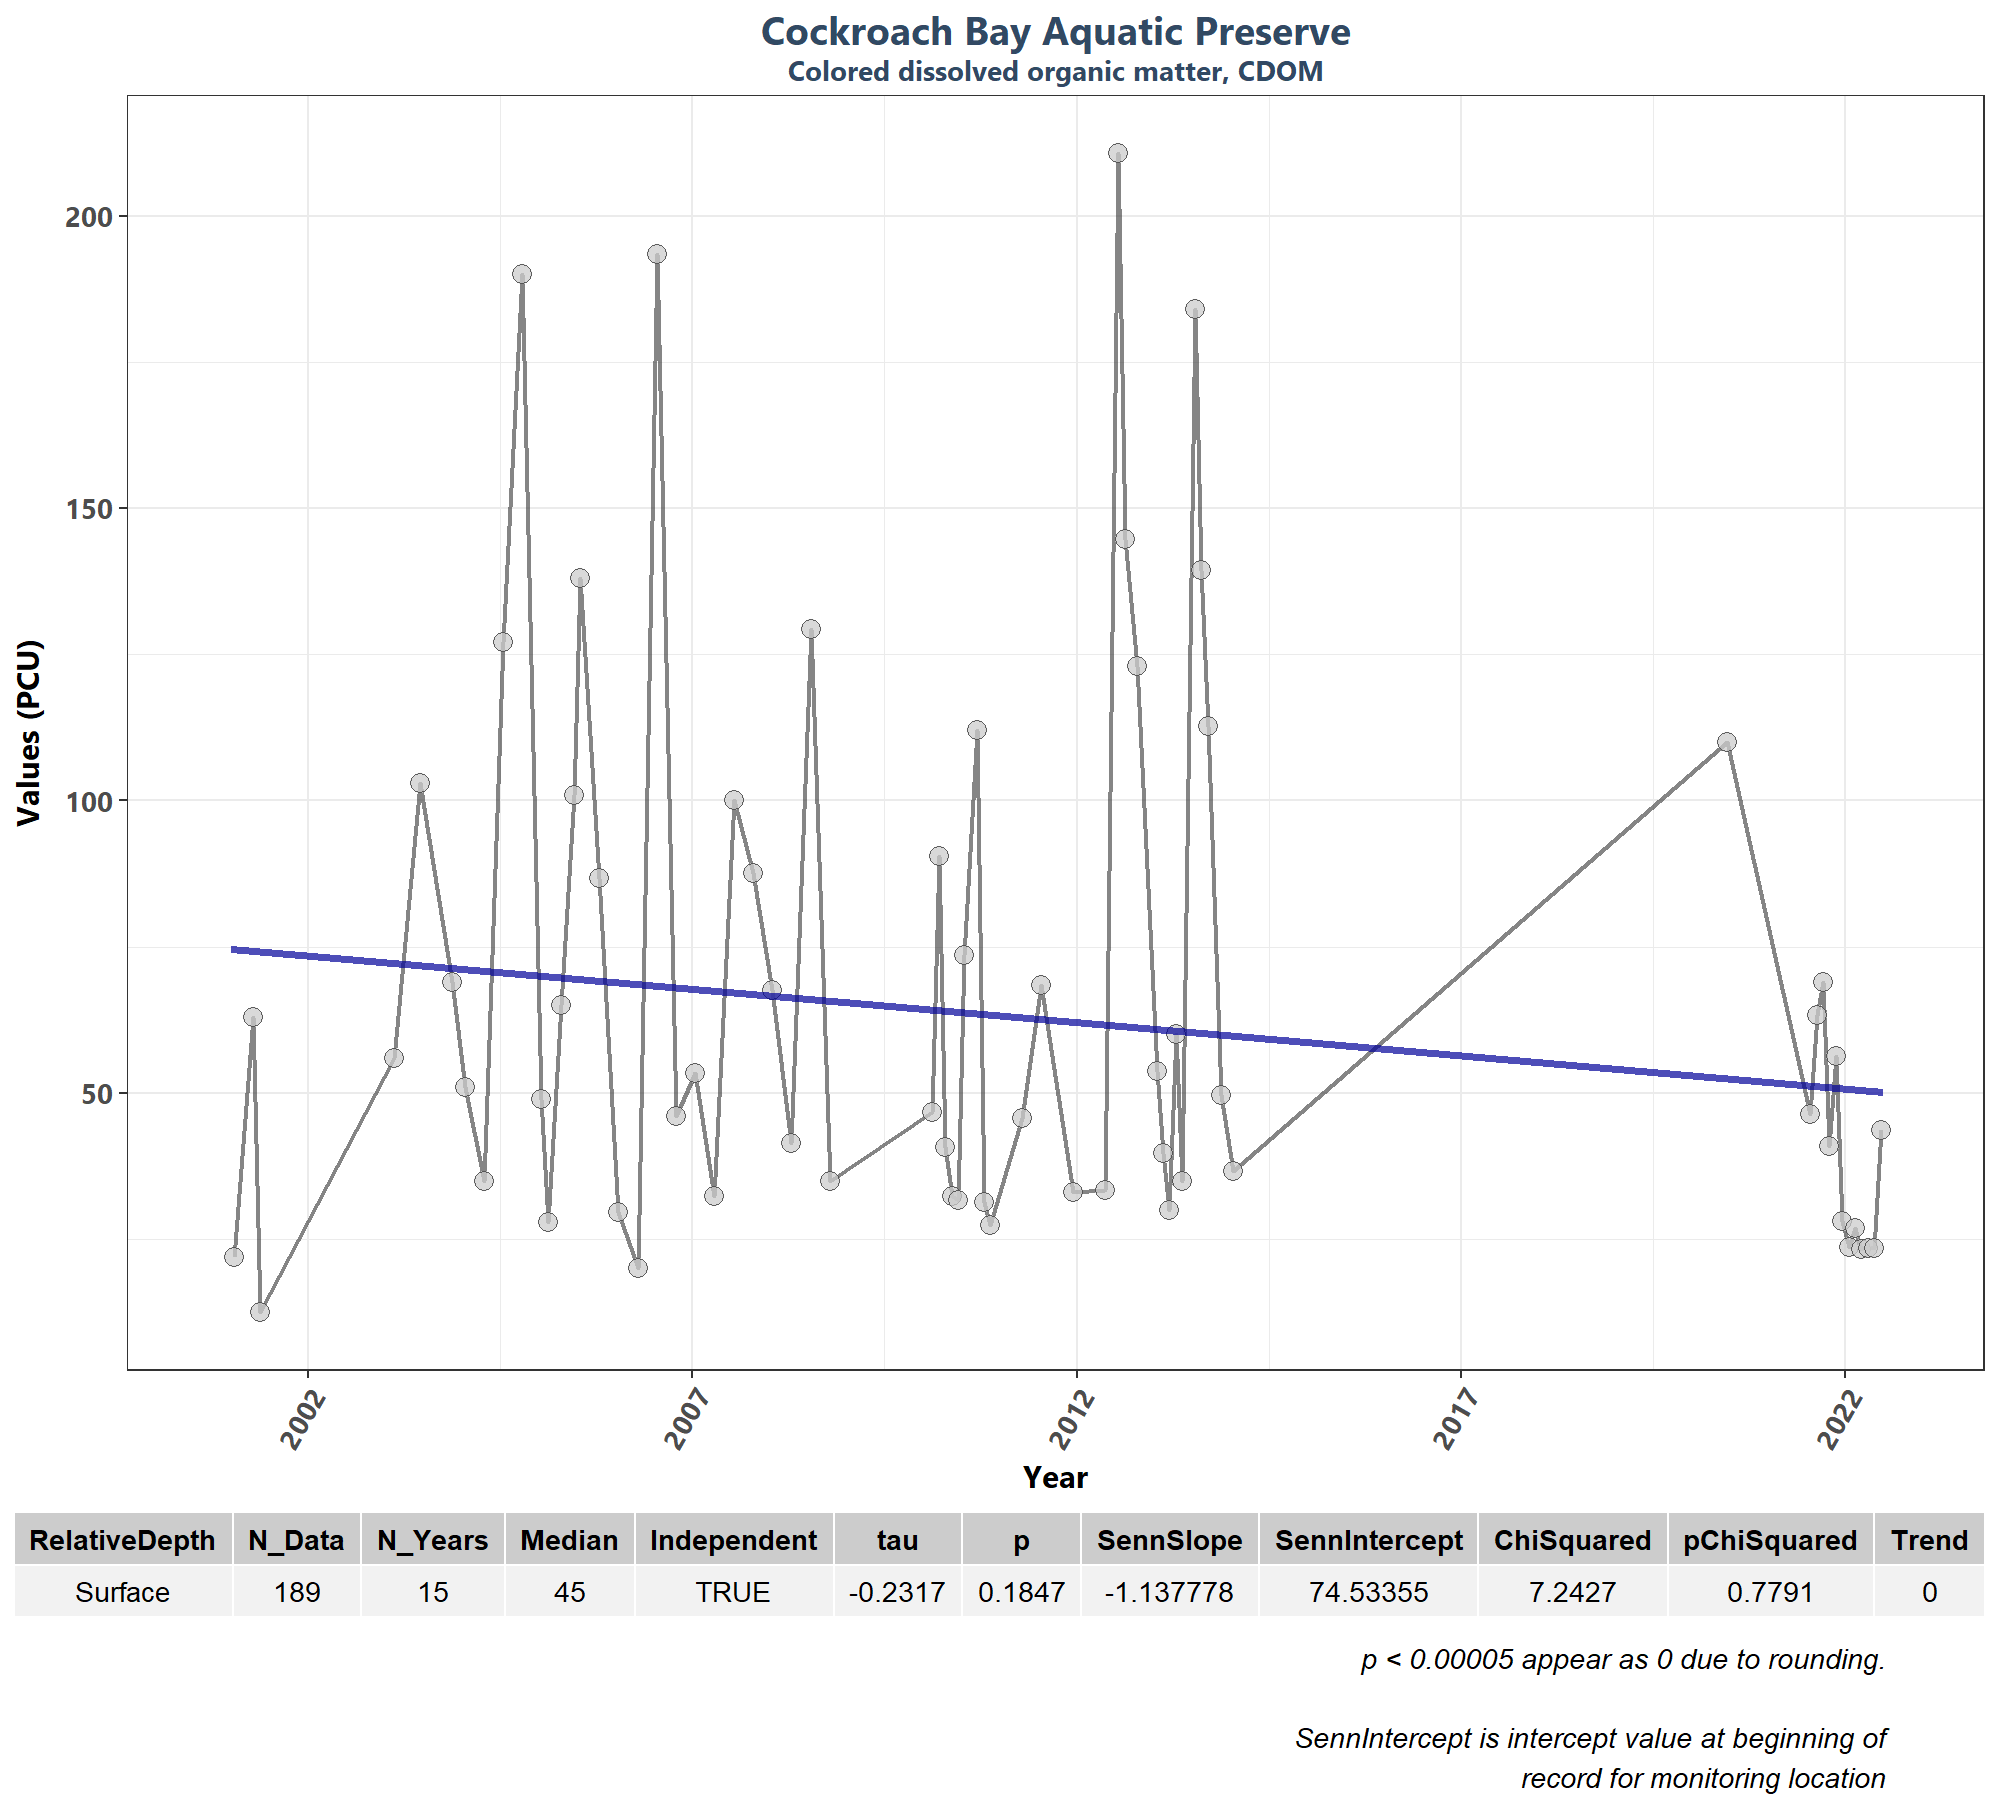 Cockroach Bay Aquatic Preserve
Colored dissolved organic matter, CDOM
200
150
100
50
Values (PCU)
2002 2007 2012 2017 2022
Year
RelativeDepth N_Data N_Years Median Independent tau p SennSlope SennIntercept ChiSquared pChiSquared Trend
Surface 189 15 45 TRUE -0.2317 0.1847 -1.137778 74.53355 7.2427 0.7791 0
p < 0.00005 appear as 0 due to rounding.
SennIntercept is intercept value at beginning of
record for monitoring location